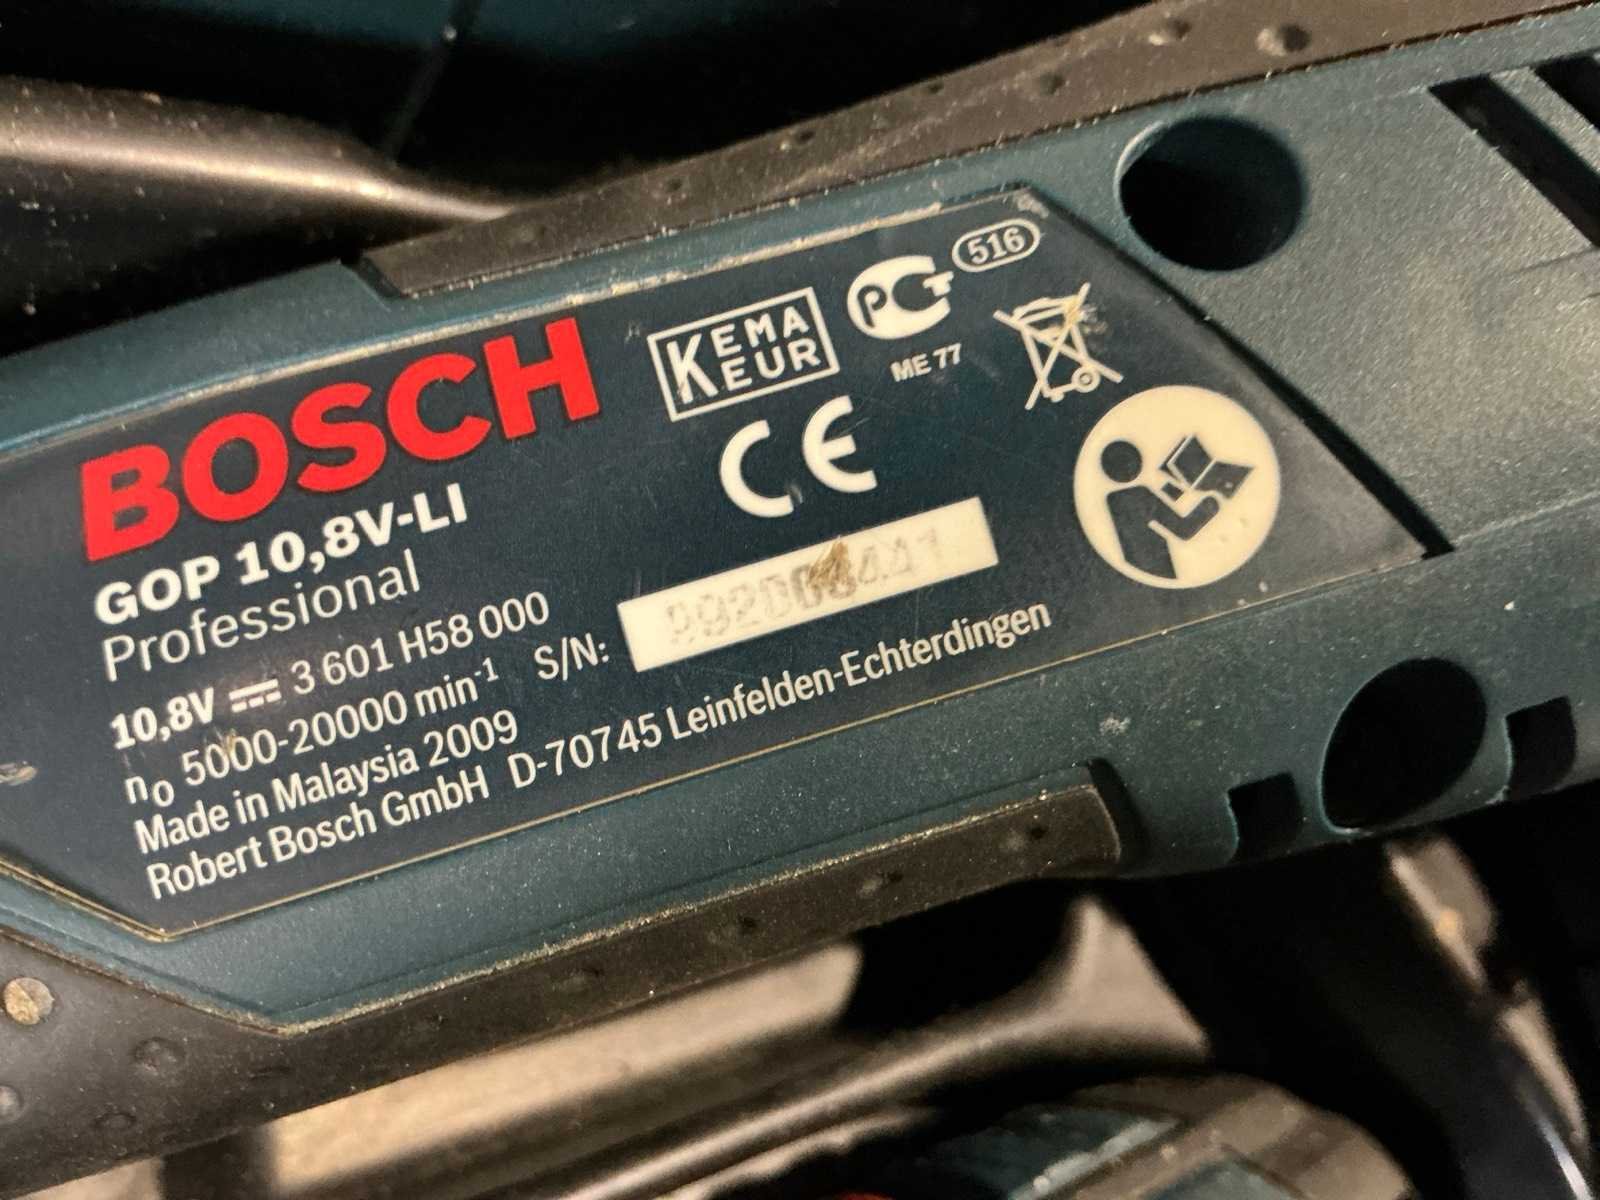 BOSCH
GOP 10,8V-LI
Professional
10,8V ⎓ 3 601 H58 000
n₀ 5000-20000 min⁻¹ S/N:
Made in Malaysia 2009
Robert Bosch GmbH D-70745 Leinfelden-Echterdingen
KEMA
KEUR
PCT
516
ME 77
CE